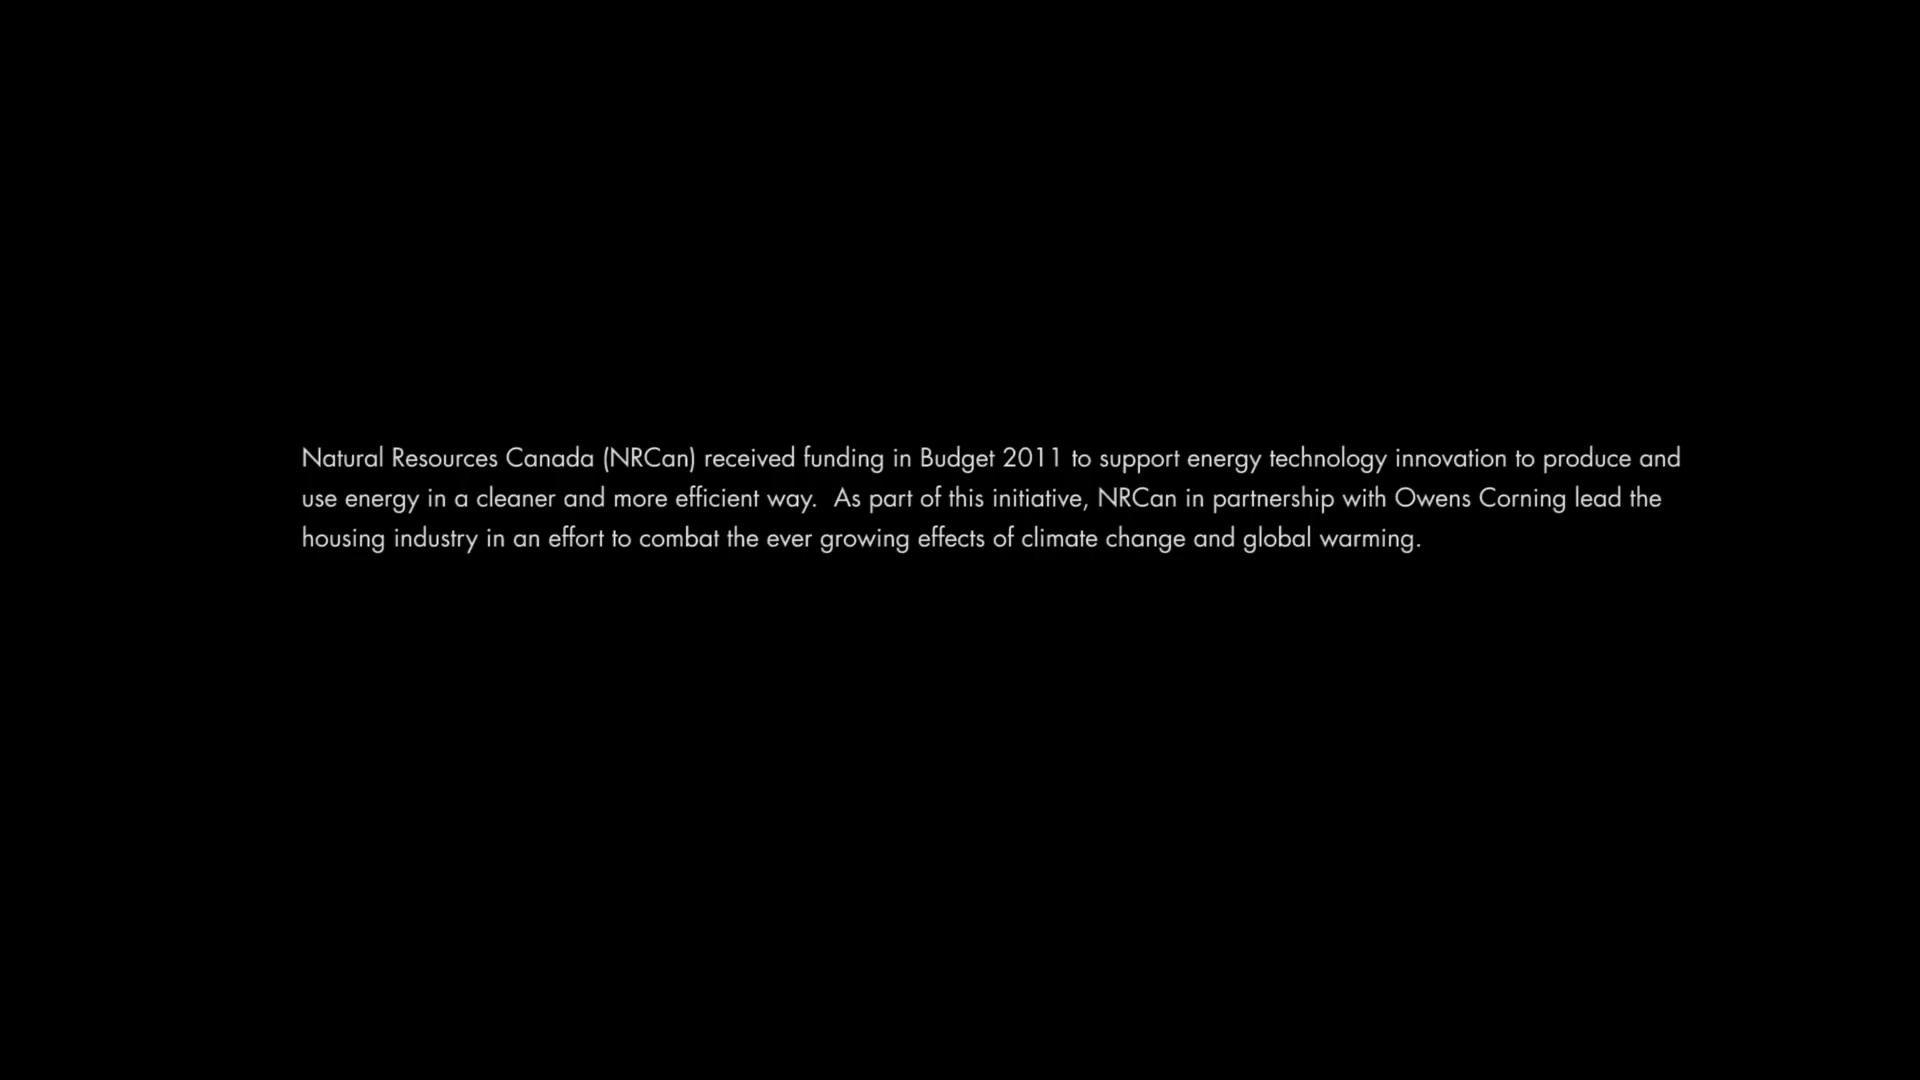 Natural Resources Canada (NRCan) received funding in Budget 2011 to support energy technology innovation to produce and
use energy in a cleaner and more efficient way.  As part of this initiative, NRCan in partnership with Owens Corning lead the
housing industry in an effort to combat the ever growing effects of climate change and global warming.